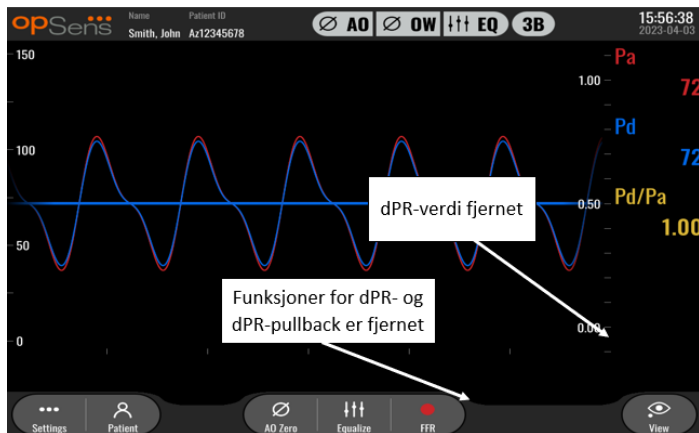 opSens
Name
Patient ID
Smith, John
Az12345678
AO
OW
EQ
3B
15:56:38
2023-04-03
150
100
50
0
1.00
0.50
0.00
Pa
72
Pd
72
Pd/Pa
1.00
dPR-verdi fjernet
Funksjoner for dPR- og
dPR-pullback er fjernet
Settings
Patient
AO Zero
Equalize
FFR
View